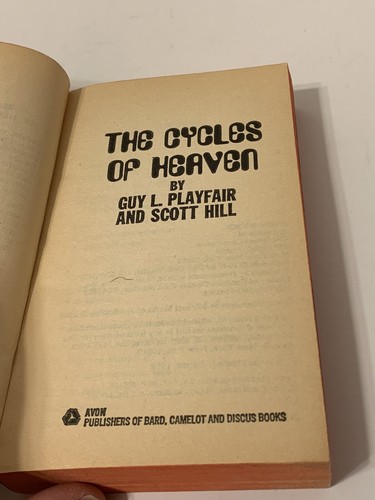 THE CYCLES
OF HEAVEN
BY
GUY L. PLAYFAIR
AND SCOTT HILL
AVON
PUBLISHERS OF BARD, CAMELOT AND DISCUS BOOKS